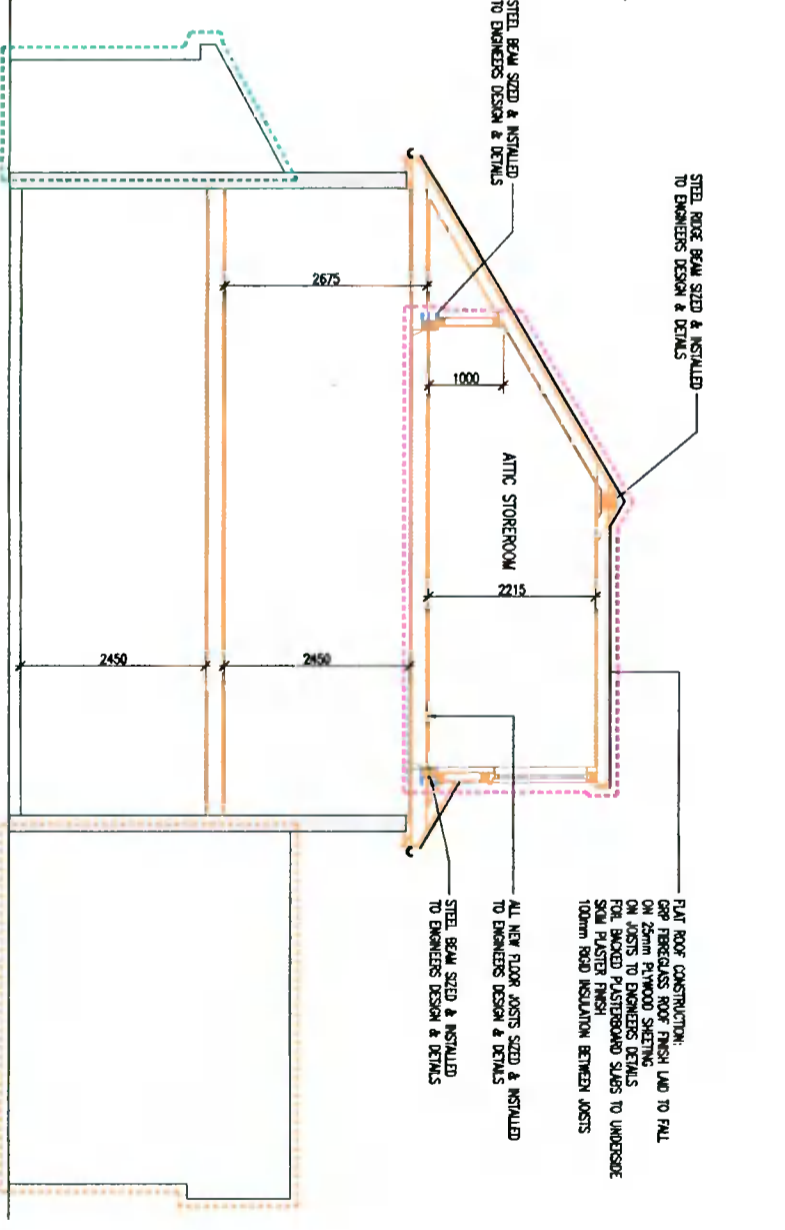 STEEL BEAM SIZED & INSTALLED
TO ENGINEERS DESIGN & DETAILS
STEEL RIDGE BEAM SIZED & INSTALLED
TO ENGINEERS DESIGN & DETAILS
2675
1000
ATTIC STOREROOM
2215
2450
2450
FLAT ROOF CONSTRUCTION:
GRP FIBREGLASS ROOF FINISH LAID TO FALL
ON 25mm PLYWOOD SHEETING
ON JOISTS TO ENGINEERS DETAILS
FOIL BACKED PLASTERBOARD SLABS TO UNDERSIDE
SKIM PLASTER FINISH
100mm RIGID INSULATION BETWEEN JOISTS
ALL NEW FLOOR JOISTS SIZED & INSTALLED
TO ENGINEERS DESIGN & DETAILS
STEEL BEAM SIZED & INSTALLED
TO ENGINEERS DESIGN & DETAILS